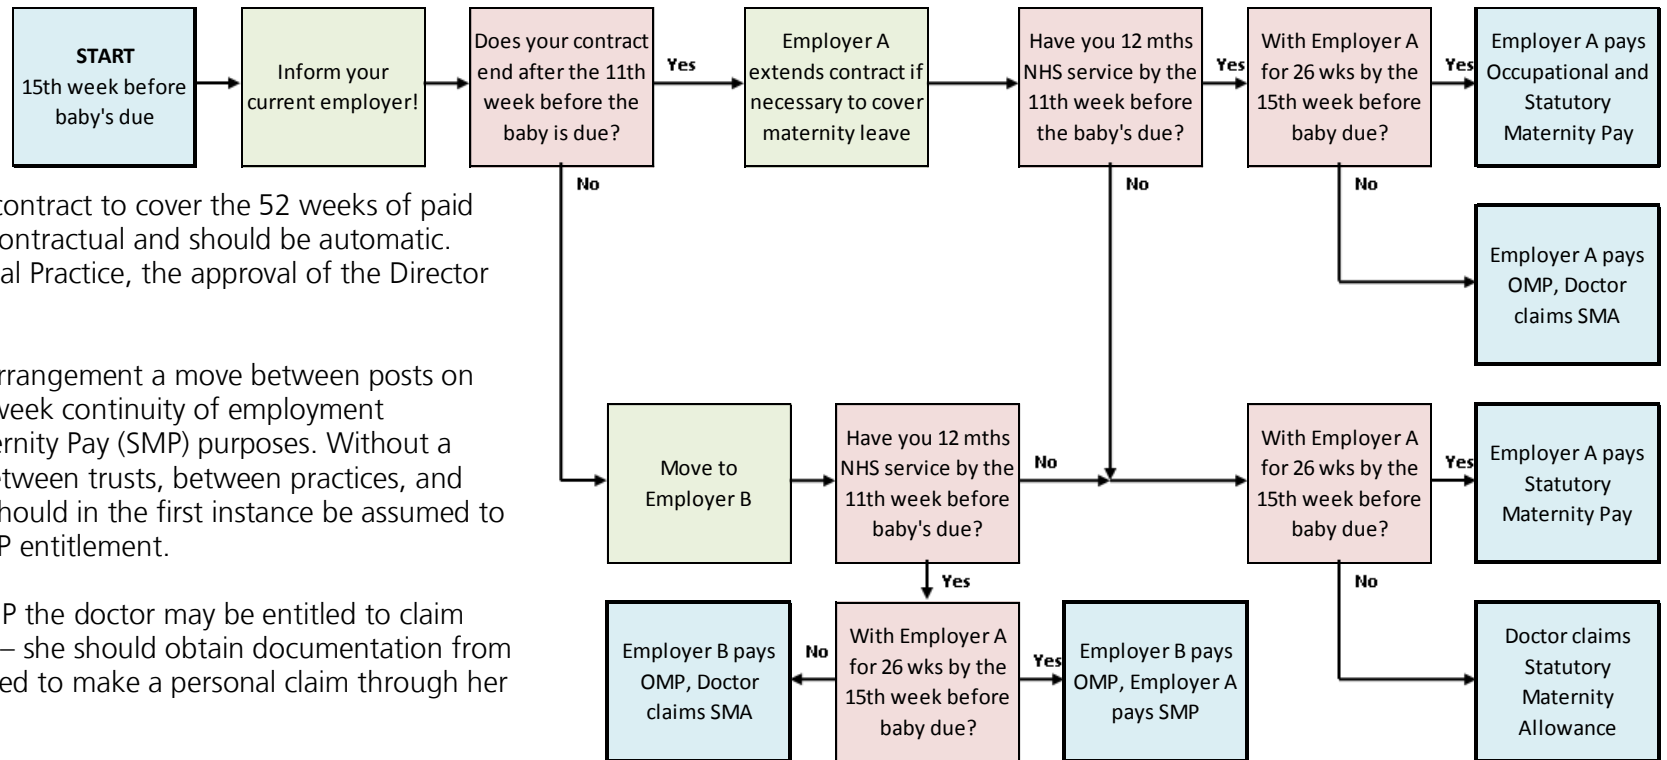 START
15th week before
baby's due
Inform your
current employer!
Does your contract
end after the 11th
week before the
baby is due?
Yes
No
Employer A
extends contract if
necessary to cover
maternity leave
Have you 12 mths
NHS service by the
11th week before
the baby's due?
Yes
No
With Employer A
for 26 wks by the
15th week before
baby due?
Yes
No
Employer A pays
Occupational and
Statutory
Maternity Pay
Employer A pays
OMP, Doctor
claims SMA
contract to cover the 52 weeks of paid
ontractual and should be automatic.
al Practice, the approval of the Director
rrangement a move between posts on
week continuity of employment
ernity Pay (SMP) purposes. Without a
etween trusts, between practices, and
hould in the first instance be assumed to
P entitlement.
P the doctor may be entitled to claim
– she should obtain documentation from
ed to make a personal claim through her
Move to
Employer B
Have you 12 mths
NHS service by the
11th week before
baby's due?
No
Yes
With Employer A
for 26 wks by the
15th week before
baby due?
Yes
No
Employer A pays
Statutory
Maternity Pay
Employer B pays
OMP, Doctor
claims SMA
No
With Employer A
for 26 wks by the
15th week before
baby due?
Yes
Employer B pays
OMP, Employer A
pays SMP
Doctor claims
Statutory
Maternity
Allowance